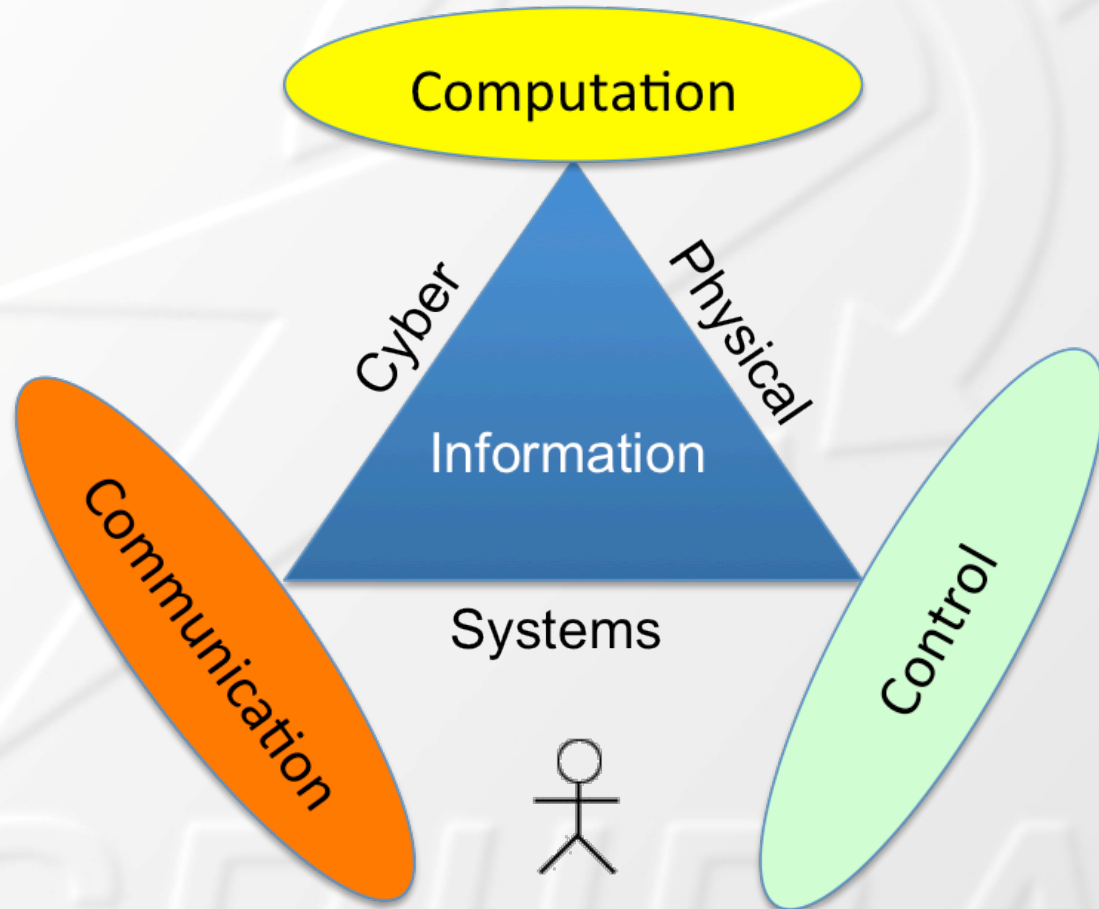 Computation
Cyber
Physical
Information
Communication
Systems
Control